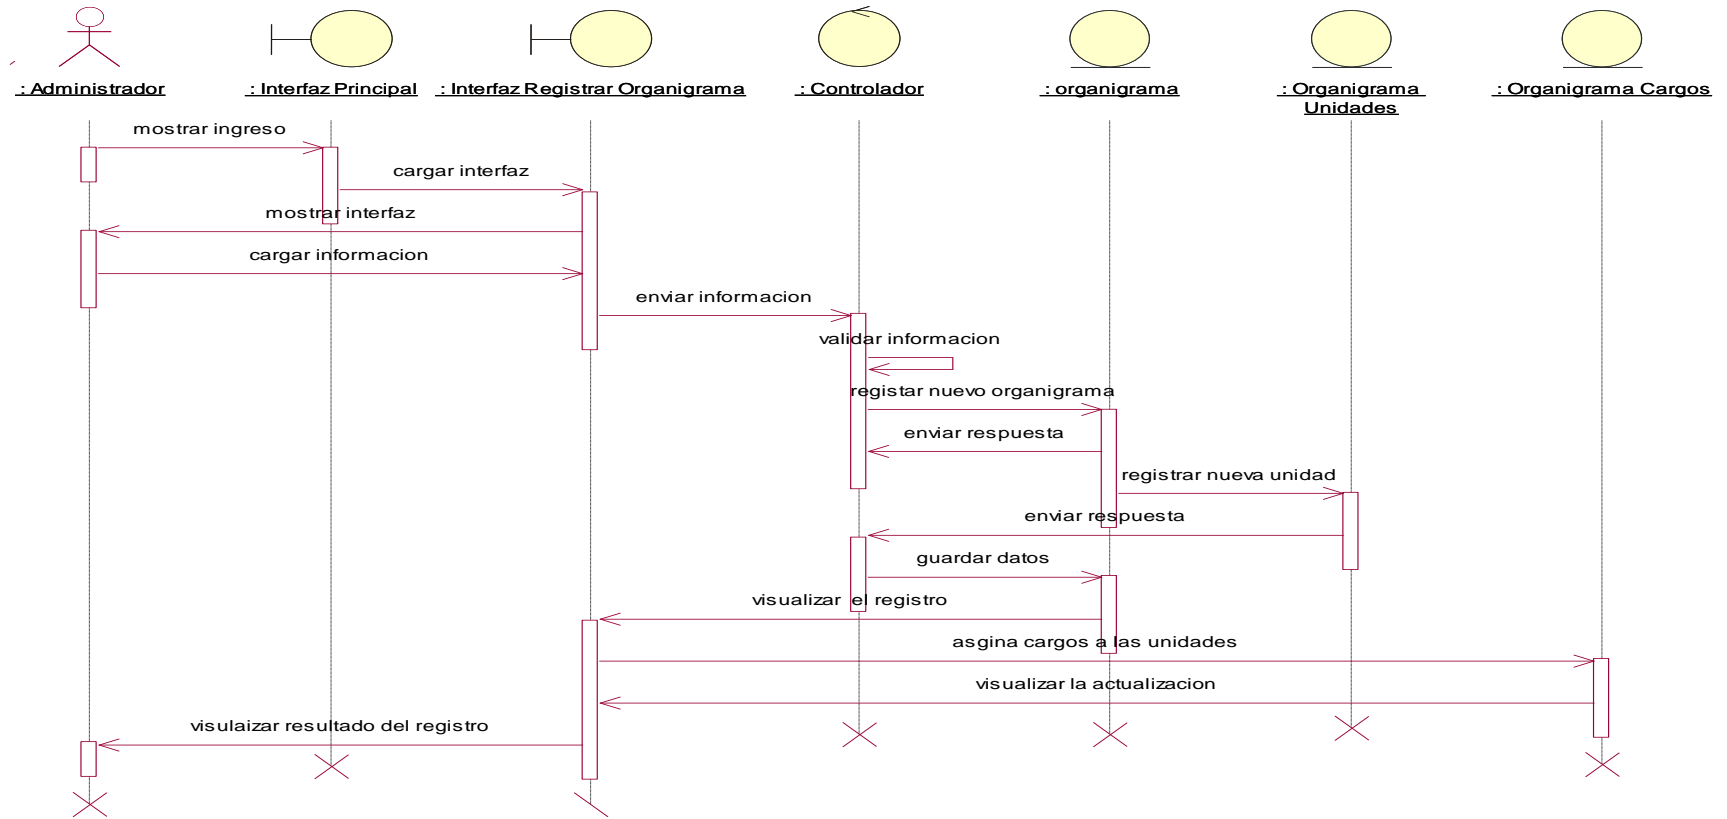 : Administrador
: Interfaz Principal
: Interfaz Registrar Organigrama
: Controlador
: organigrama
: Organigrama
Unidades
: Organigrama Cargos
mostrar ingreso
cargar interfaz
mostrar interfaz
cargar informacion
enviar informacion
validar informacion
registar nuevo organigrama
enviar respuesta
registrar nueva unidad
enviar respuesta
guardar datos
visualizar el registro
asgina cargos a las unidades
visualizar la actualizacion
visulaizar resultado del registro